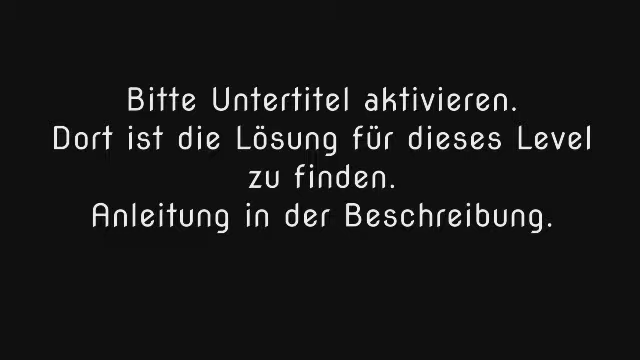 Bitte Untertitel aktivieren.
Dort ist die Lösung für dieses Level
zu finden.
Anleitung in der Beschreibung.